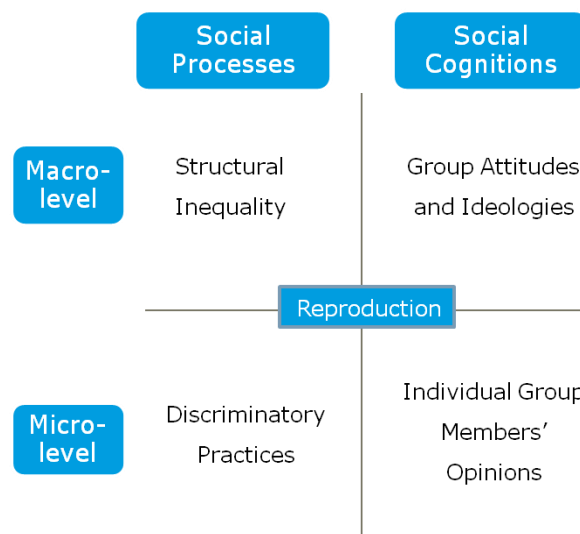 Social
Processes
Social
Cognitions
Macro-
level
Structural
Inequality
Group Attitudes
and Ideologies
Reproduction
Micro-
level
Discriminatory
Practices
Individual Group
Members’
Opinions